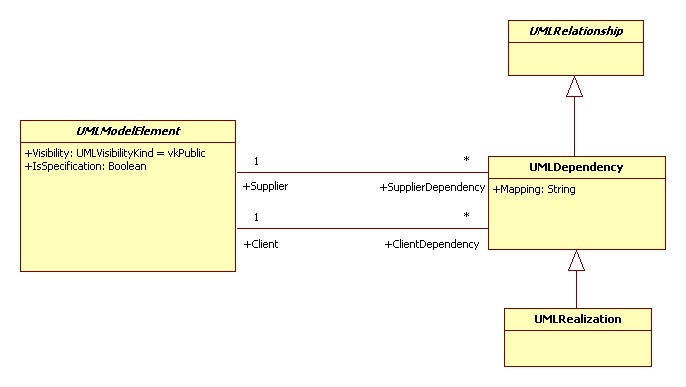 UMLRelationship
UMLModelElement
+Visibility: UMLVisibilityKind = vkPublic
+IsSpecification: Boolean
1
*
+Supplier
+SupplierDependency
1
*
+Client
+ClientDependency
UMLDependency
+Mapping: String
UMLRealization